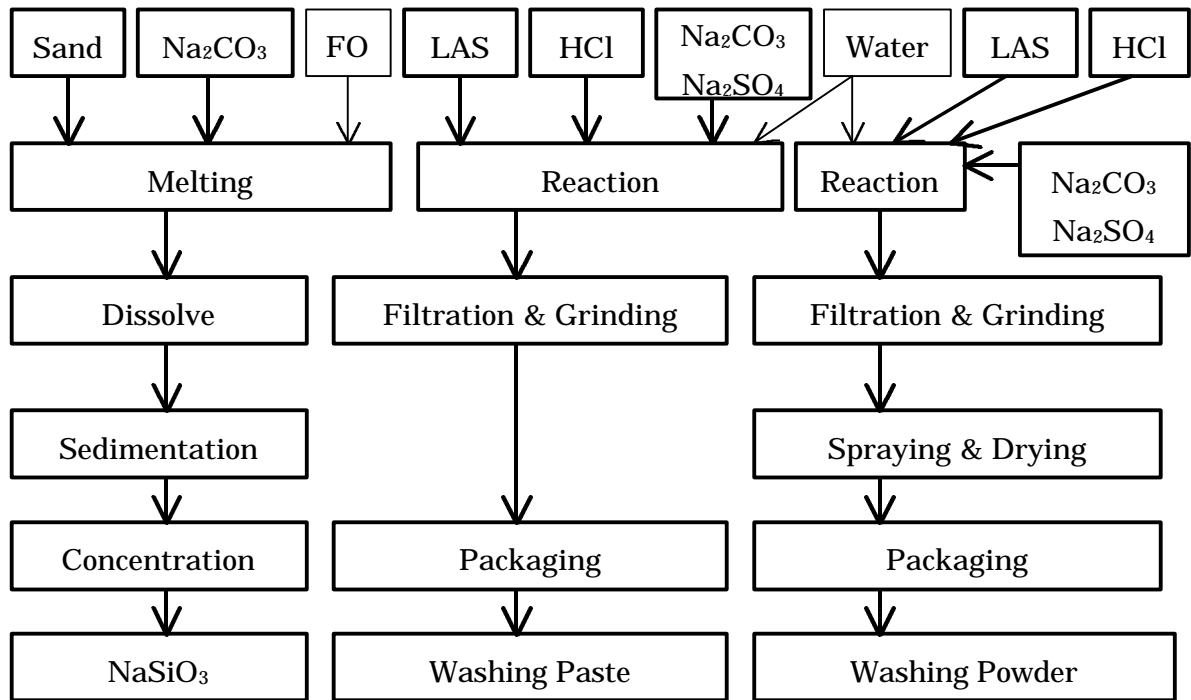 Sand
Na₂CO₃
FO
LAS
HCl
Na₂CO₃
Na₂SO₄
Water
LAS
HCl
Melting
Reaction
Reaction
Na₂CO₃
Na₂SO₄
Dissolve
Filtration & Grinding
Filtration & Grinding
Sedimentation
Spraying & Drying
Concentration
Packaging
Packaging
NaSiO₃
Washing Paste
Washing Powder